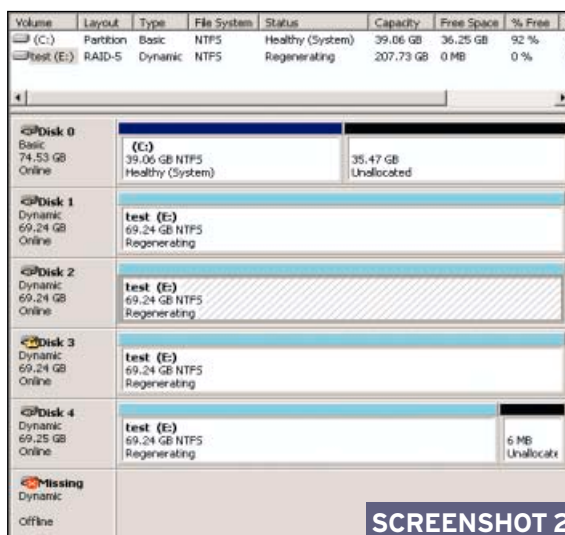 Volume Layout Type File System Status Capacity Free Space % Free
(C:) Partition Basic NTFS Healthy (System) 39.06 GB 36.25 GB 92 %
test (E:) RAID-5 Dynamic NTFS Regenerating 207.73 GB 0 MB 0 %
Disk 0
Basic
74.53 GB
Online
(C:)
39.06 GB NTFS
Healthy (System)
35.47 GB
Unallocated
Disk 1
Dynamic
69.24 GB
Online
test (E:)
69.24 GB NTFS
Regenerating
Disk 2
Dynamic
69.24 GB
Online
test (E:)
69.24 GB NTFS
Regenerating
Disk 3
Dynamic
69.24 GB
Online
test (E:)
69.24 GB NTFS
Regenerating
Disk 4
Dynamic
69.25 GB
Online
test (E:)
69.24 GB NTFS
Regenerating
6 MB
Unallocate
Missing
Dynamic
Offline
SCREENSHOT 2